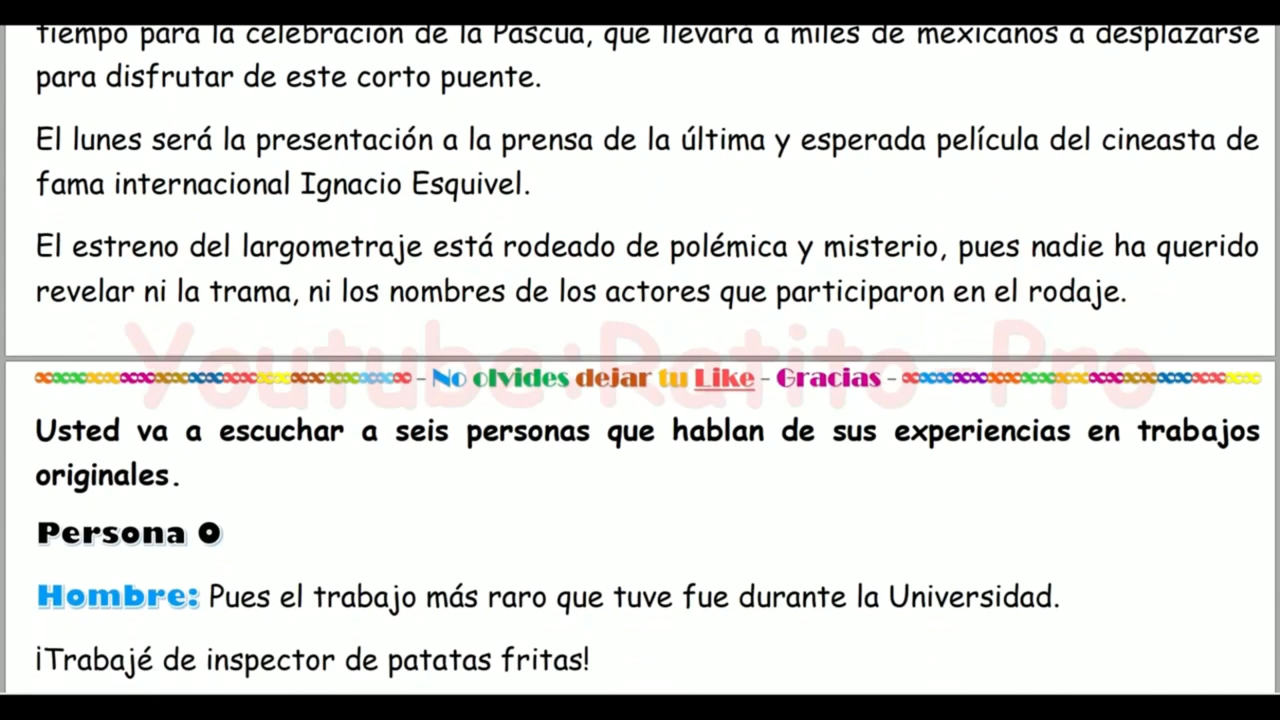 tiempo para la celebración de la Pascua, que llevará a miles de mexicanos a desplazarse
para disfrutar de este corto puente.
El lunes será la presentación a la prensa de la última y esperada película del cineasta de
fama internacional Ignacio Esquivel.
El estreno del largometraje está rodeado de polémica y misterio, pues nadie ha querido
revelar ni la trama, ni los nombres de los actores que participaron en el rodaje.
Youtube:Ratito Pro
- No olvides dejar tu Like - Gracias -
Usted va a escuchar a seis personas que hablan de sus experiencias en trabajos
originales.
Persona 0
Hombre: Pues el trabajo más raro que tuve fue durante la Universidad.
¡Trabajé de inspector de patatas fritas!